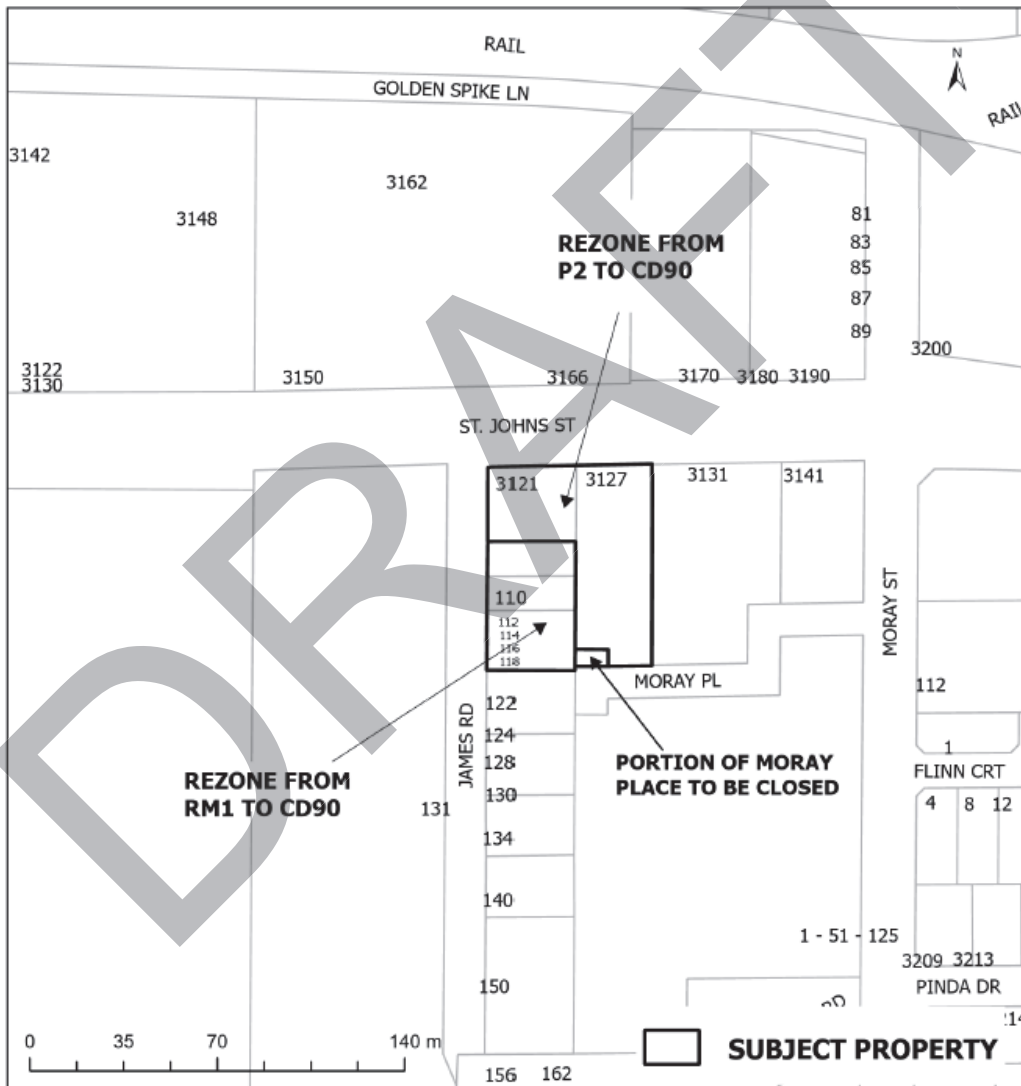 RAIL
N
GOLDEN SPIKE LN
3142
3162
3148
81
83
85
87
89
REZONE FROM
P2 TO CD90
3200
3122
3130
3150
3166
3170
3180
3190
ST. JOHNS ST
3121
3127
3131
3141
110
112
114
116
118
MORAY ST
MORAY PL
122
112
124
JAMES RD
128
1
FLINN CRT
PORTION OF MORAY
PLACE TO BE CLOSED
REZONE FROM
RM1 TO CD90
131
130
4
8
12
134
140
1 - 51 - 125
3209
3213
150
PINDA DR
0
35
70
140 m
SUBJECT PROPERTY
156
162
DRAFT